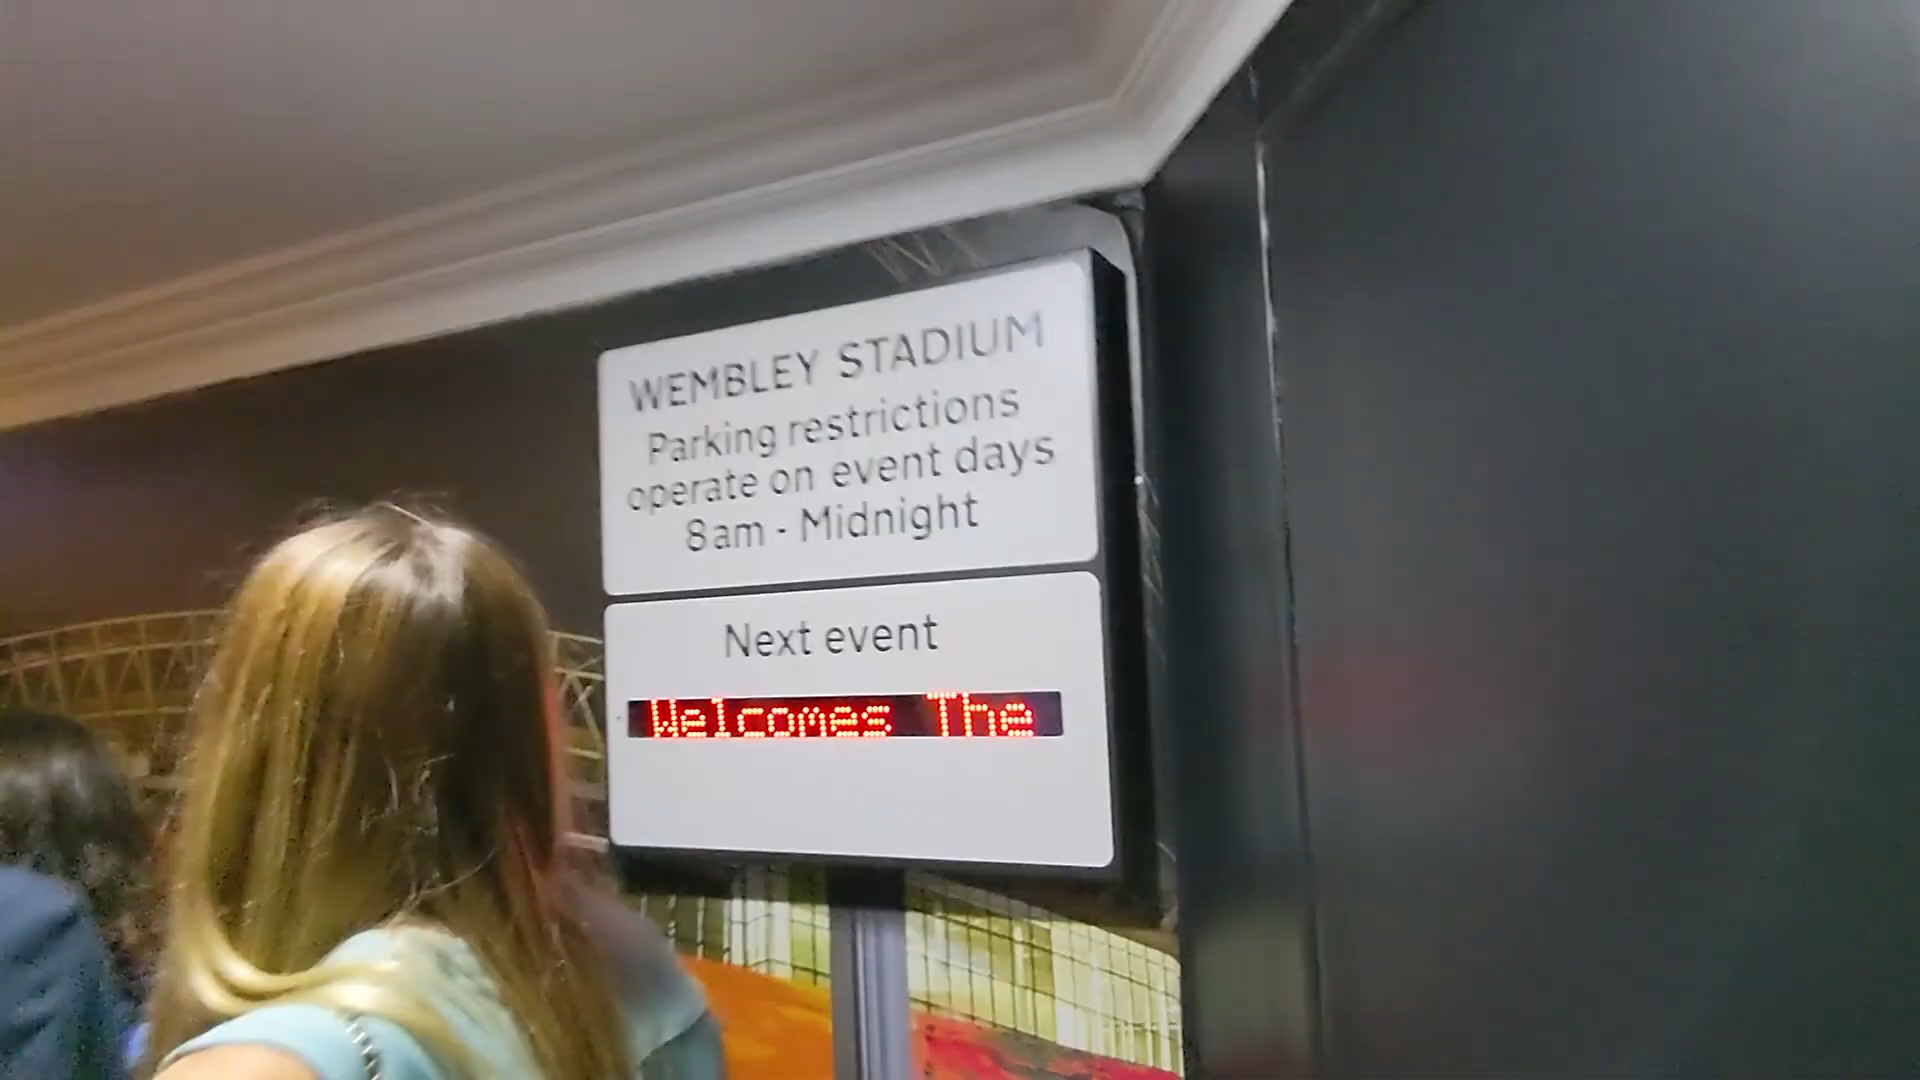 WEMBLEY STADIUM
Parking restrictions
operate on event days
8am - Midnight
Next event
Welcomes The